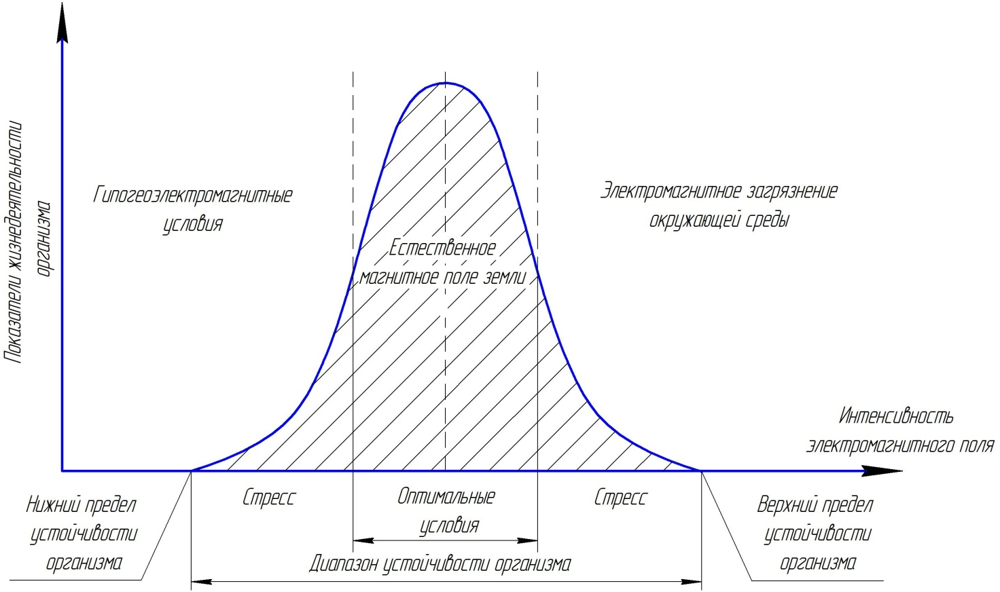 Показатели жизнедеятельности
организма
Гипогеоэлектромагнитные
условия
Естественное
магнитное поле земли
Электромагнитное загрязнение
окружающей среды
Интенсивность
электромагнитного поля
Нижний предел
устойчивости
организма
Стресс
Оптимальные
условия
Стресс
Верхний предел
устойчивости
организма
Диапазон устойчивости организма